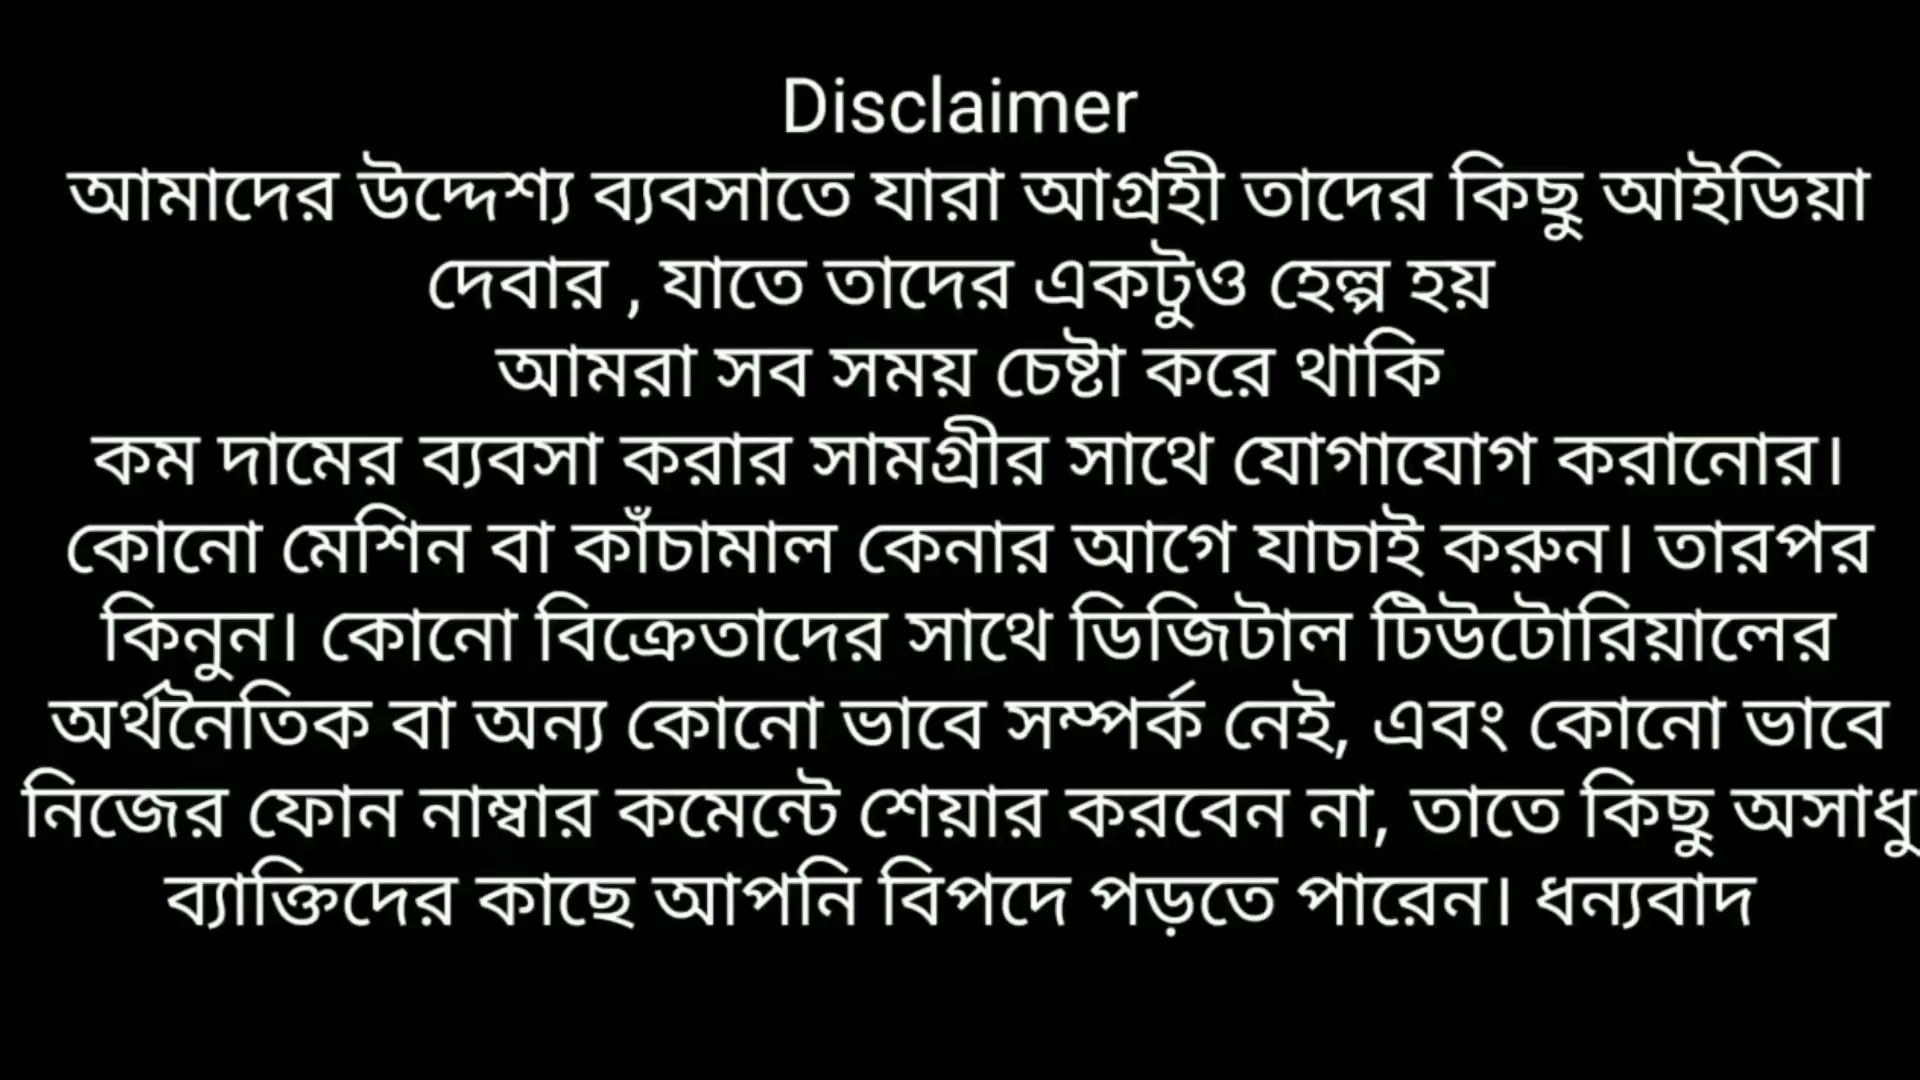 Disclaimer
আমাদের উদ্দেশ্য ব্যবসাতে যারা আগ্রহী তাদের কিছু আইডিয়া
দেবার , যাতে তাদের একটুও হেল্প হয়
আমরা সব সময় চেষ্টা করে থাকি
কম দামের ব্যবসা করার সামগ্রীর সাথে যোগাযোগ করানোর।
কোনো মেশিন বা কাঁচামাল কেনার আগে যাচাই করুন। তারপর
কিনুন। কোনো বিক্রেতাদের সাথে ডিজিটাল টিউটোরিয়ালের
অর্থনৈতিক বা অন্য কোনো ভাবে সম্পর্ক নেই, এবং কোনো ভাবে
নিজের ফোন নাম্বার কমেন্টে শেয়ার করবেন না, তাতে কিছু অসাধু
ব্যাক্তিদের কাছে আপনি বিপদে পড়তে পারেন। ধন্যবাদ